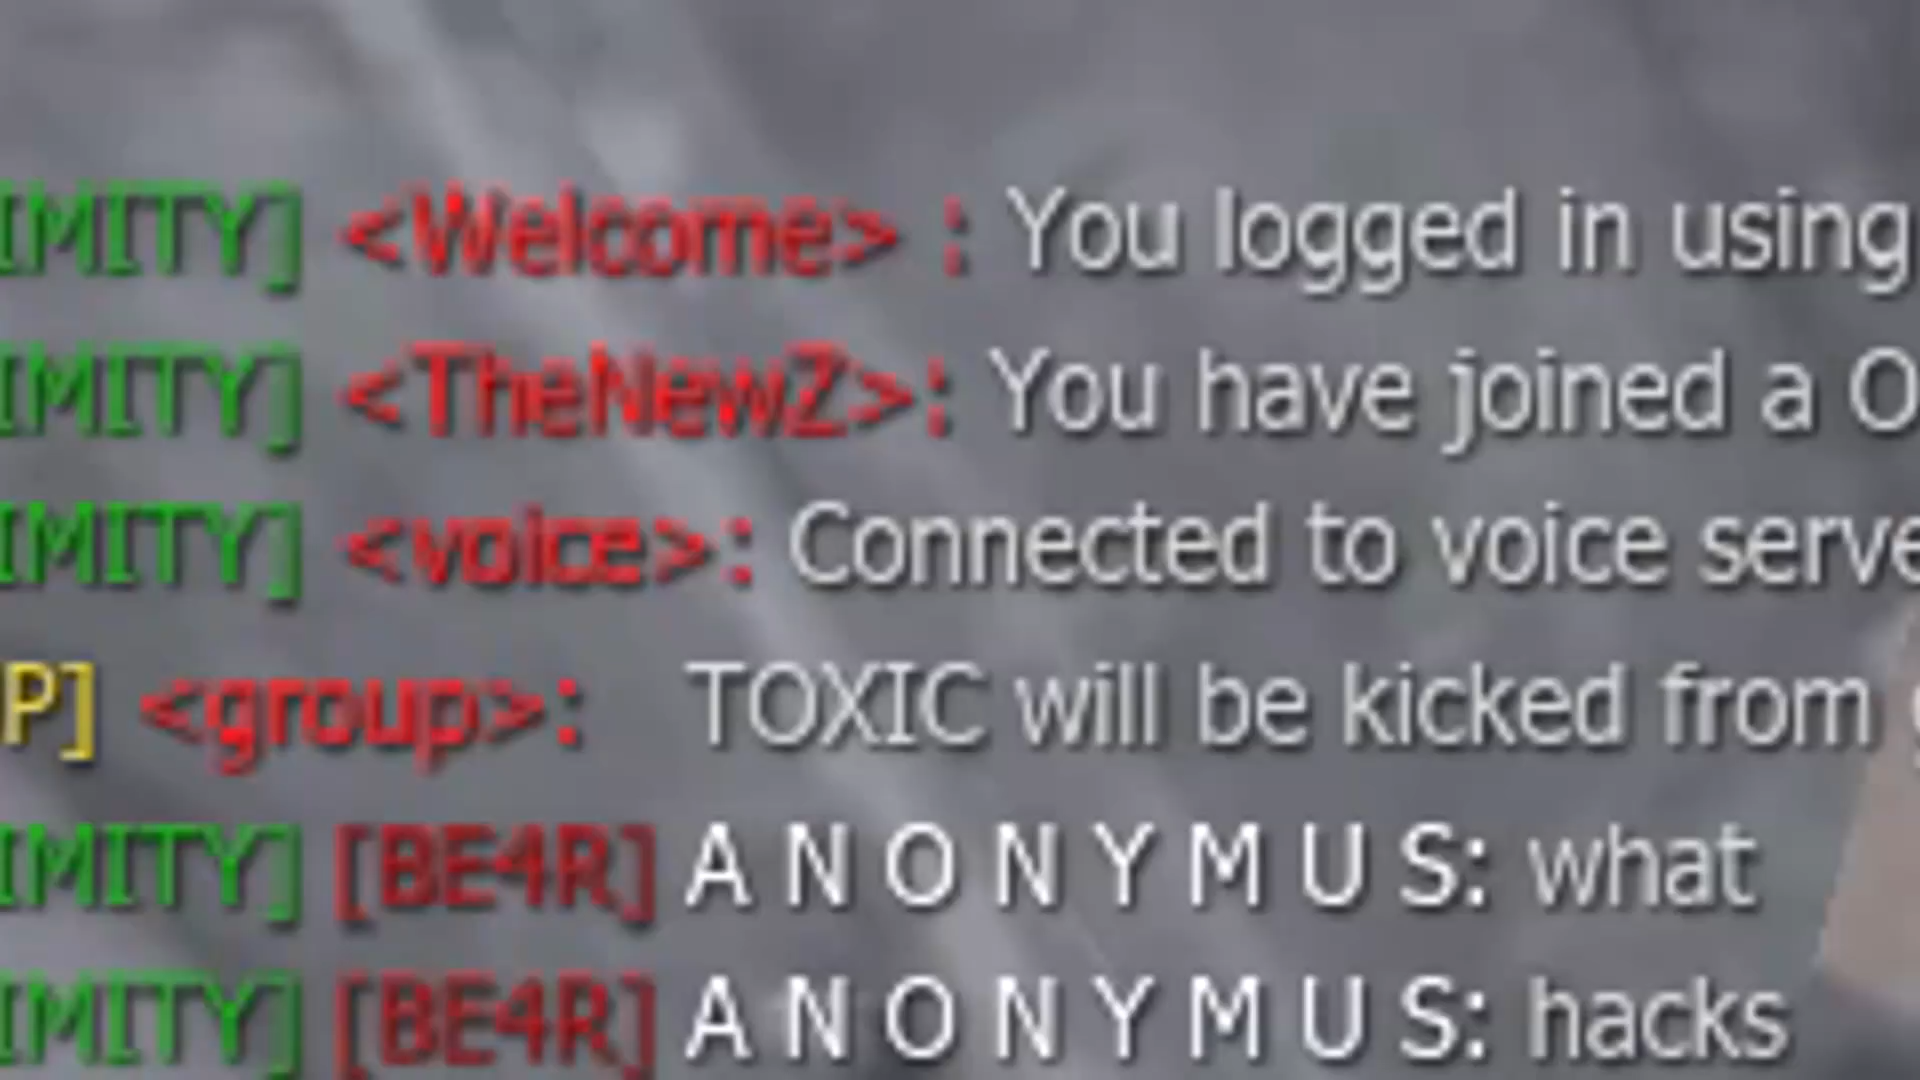 IMITY] <Welcome> : You logged in using
IMITY] <TheNewZ>: You have joined a O
IMITY] <voice>: Connected to voice serve
P] <group>: TOXIC will be kicked from g
IMITY] [BE4R] A N O N Y M U S: what
IMITY] [BE4R] A N O N Y M U S: hacks